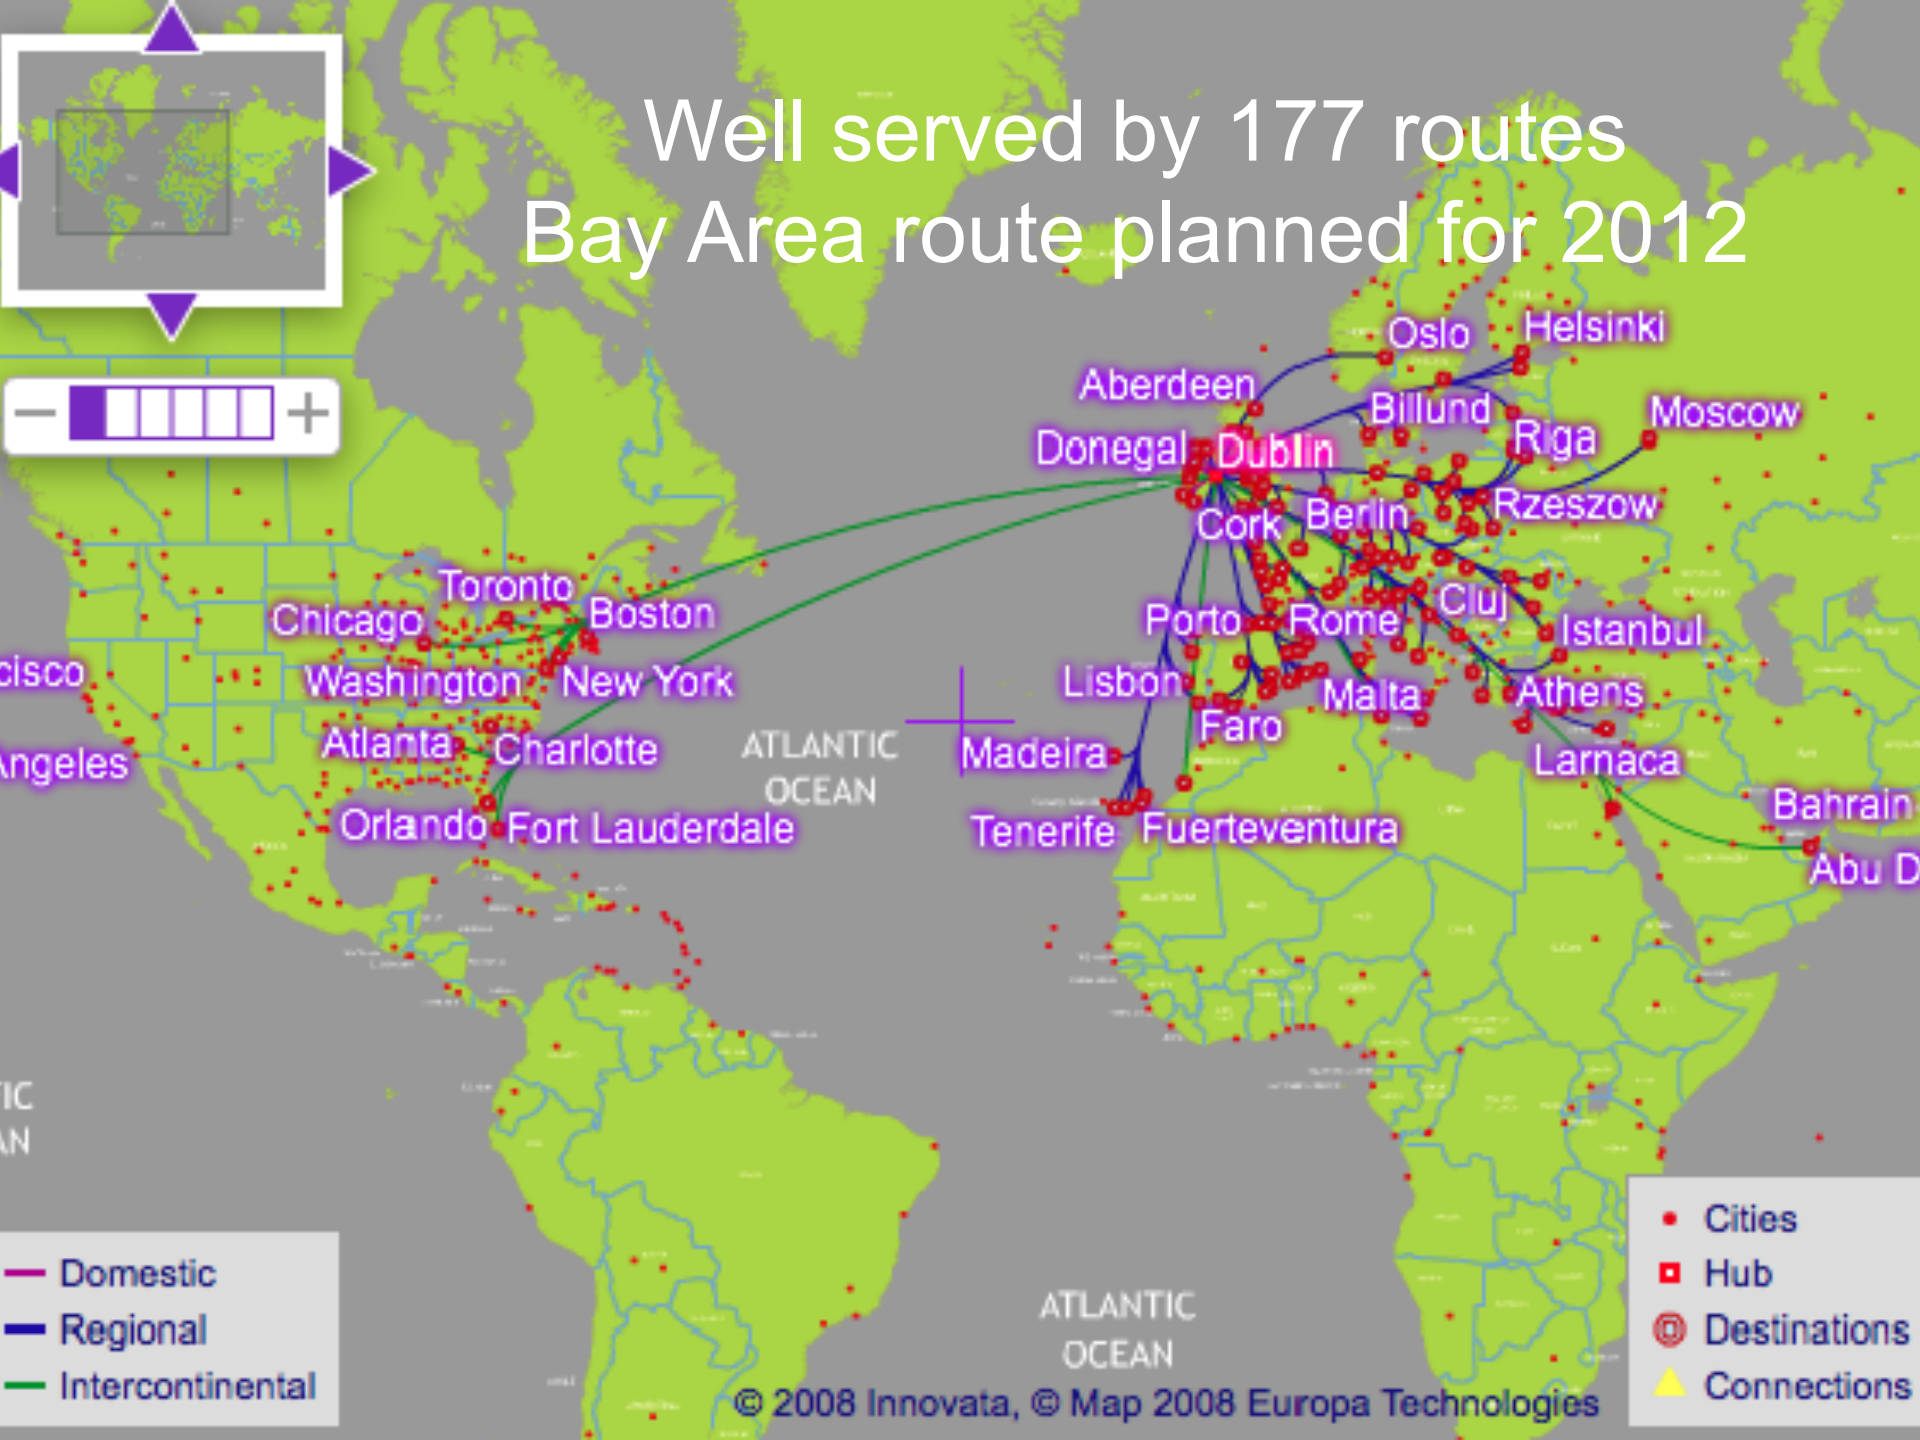 Well served by 177 routes
Bay Area route planned for 2012
Oslo
Helsinki
Aberdeen
Billund
Moscow
Donegal
Dublin
Riga
Cork
Berlin
Rzeszow
Toronto
Boston
Chicago
Porto
Rome
Cluj
Istanbul
cisco
Washington
New York
Lisbon
Malta
Athens
Faro
Atlanta
Charlotte
ATLANTIC
OCEAN
Madeira
Larnaca
Angeles
Orlando
Fort Lauderdale
Tenerife
Fuerteventura
Bahrain
Abu D
IC
AN
Domestic
Regional
Intercontinental
ATLANTIC
OCEAN
Cities
Hub
Destinations
Connections
© 2008 Innovata, © Map 2008 Europa Technologies